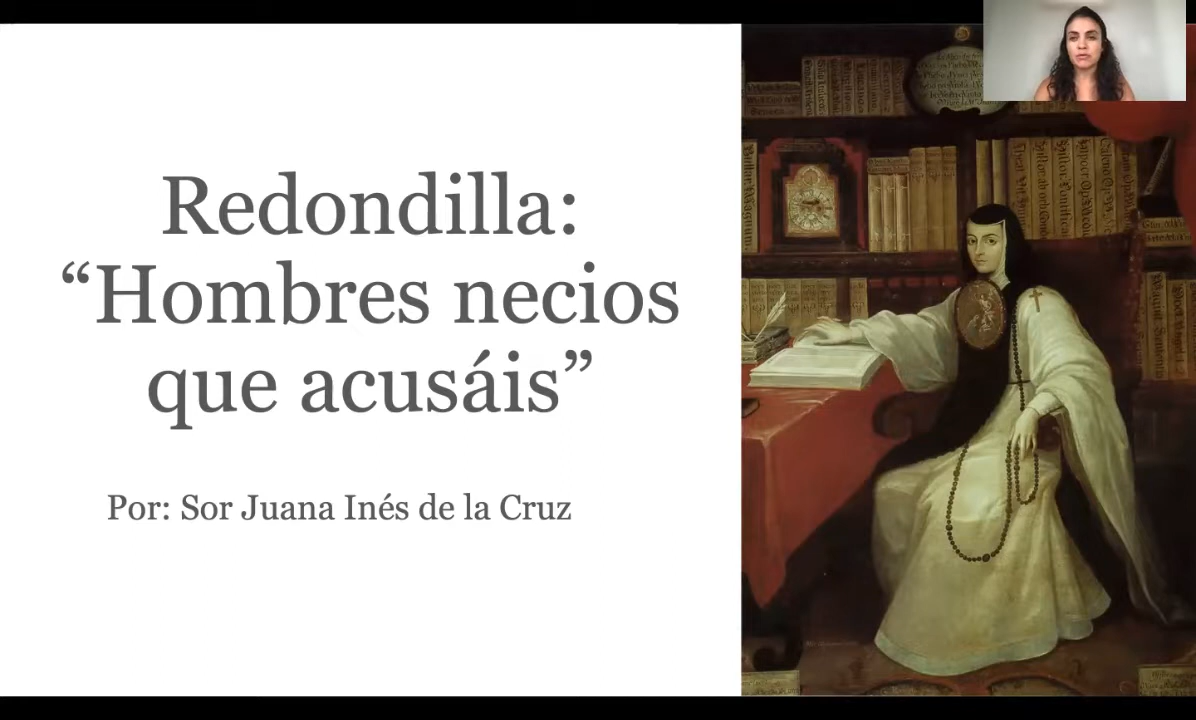 Redondilla:
“Hombres necios
que acusáis”
Por: Sor Juana Inés de la Cruz